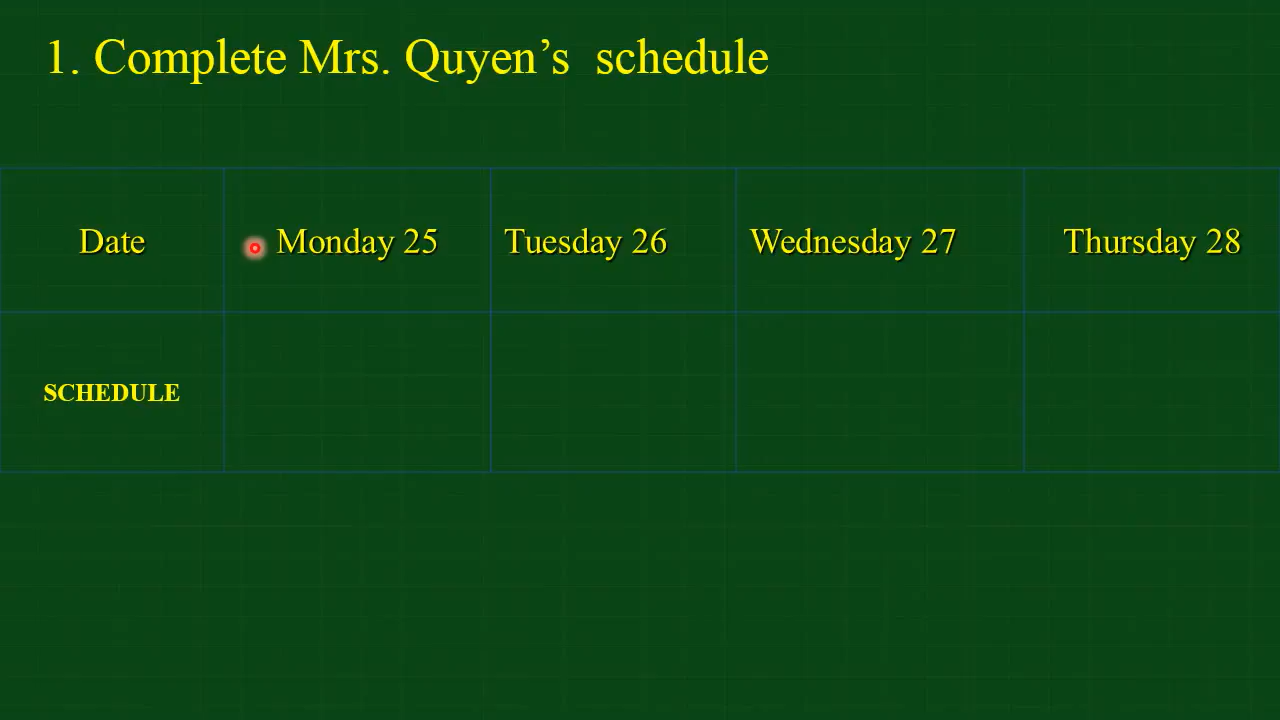 1. Complete Mrs. Quyen’s schedule
Date Monday 25 Tuesday 26 Wednesday 27 Thursday 28
SCHEDULE